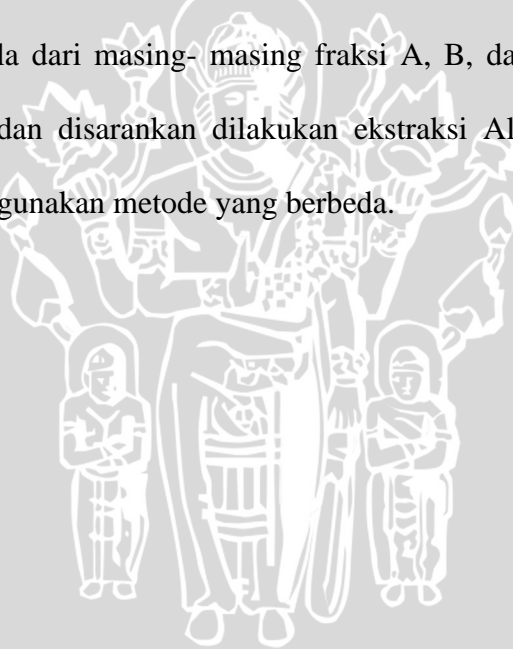 la dari masing- masing fraksi A, B, da
dan disarankan dilakukan ekstraksi Al
gunakan metode yang berbeda.